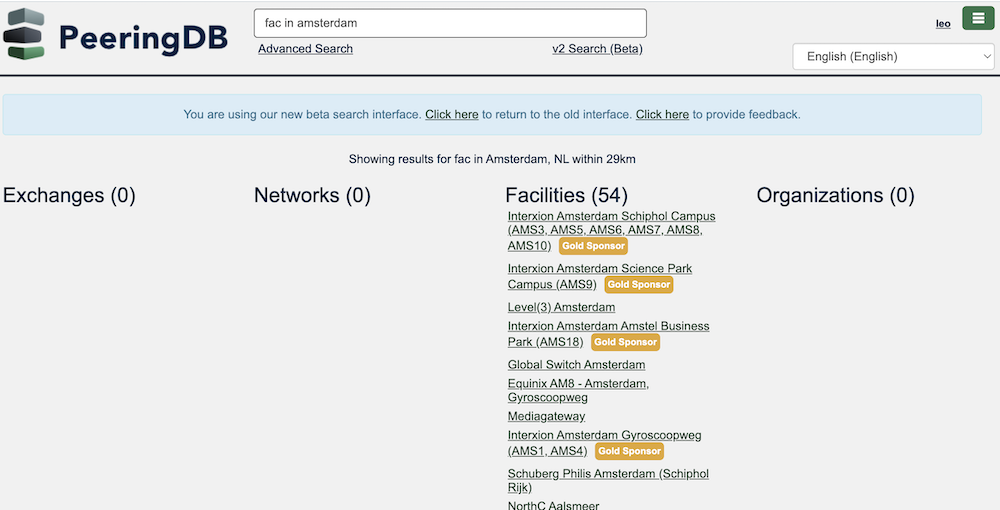 PeeringDB
fac in amsterdam
Advanced Search
v2 Search (Beta)
leo
English (English)
You are using our new beta search interface. Click here to return to the old interface. Click here to provide feedback.
Showing results for fac in Amsterdam, NL within 29km
Exchanges (0)
Networks (0)
Facilities (54)
Interxion Amsterdam Schiphol Campus
(AMS3, AMS5, AMS6, AMS7, AMS8,
AMS10) Gold Sponsor
Interxion Amsterdam Science Park
Campus (AMS9) Gold Sponsor
Level(3) Amsterdam
Interxion Amsterdam Amstel Business
Park (AMS18) Gold Sponsor
Global Switch Amsterdam
Equinix AM8 - Amsterdam,
Gyroscoopweg
Mediagateway
Interxion Amsterdam Gyroscoopweg
(AMS1, AMS4) Gold Sponsor
Schuberg Philis Amsterdam (Schiphol
Rijk)
NorthC Aalsmeer
Organizations (0)